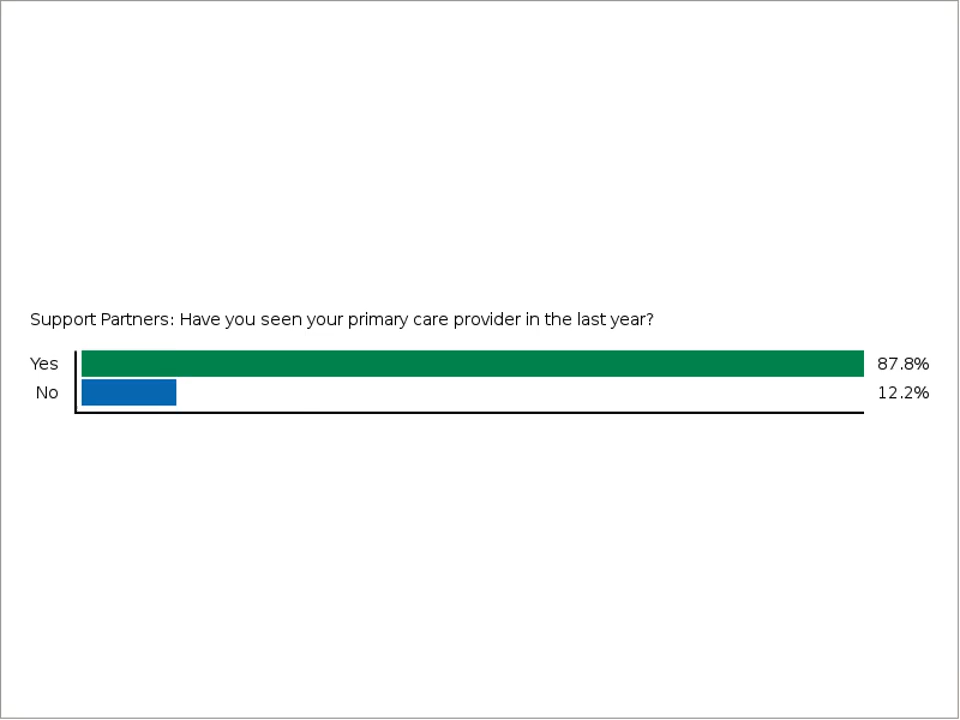 Support Partners: Have you seen your primary care provider in the last year?
Yes 87.8%
No 12.2%